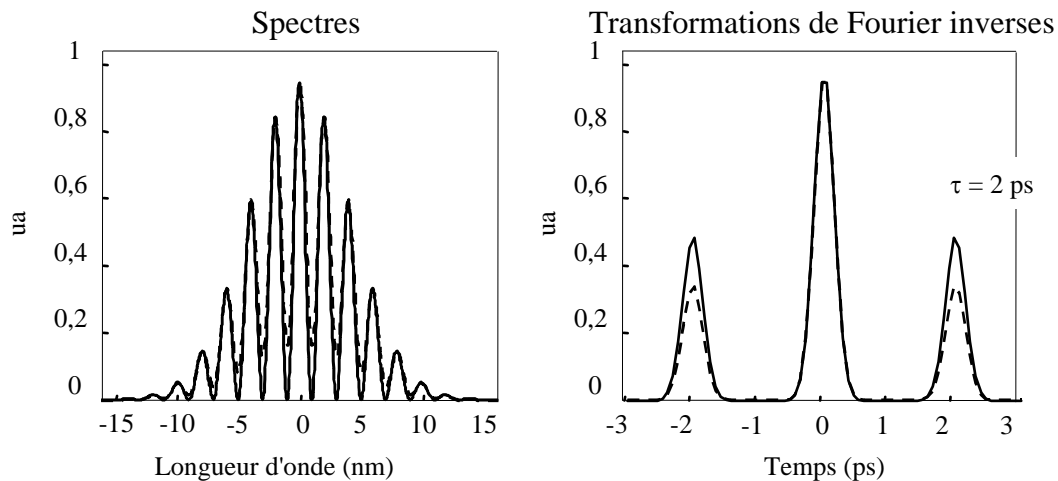 Spectres
1
0,8
0,6
0,4
0,2
0
ua
-15 -10 -5 0 5 10 15
Longueur d'onde (nm)
Transformations de Fourier inverses
1
0,8
0,6
0,4
0,2
0
ua
τ = 2 ps
-3 -2 -1 0 1 2 3
Temps (ps)